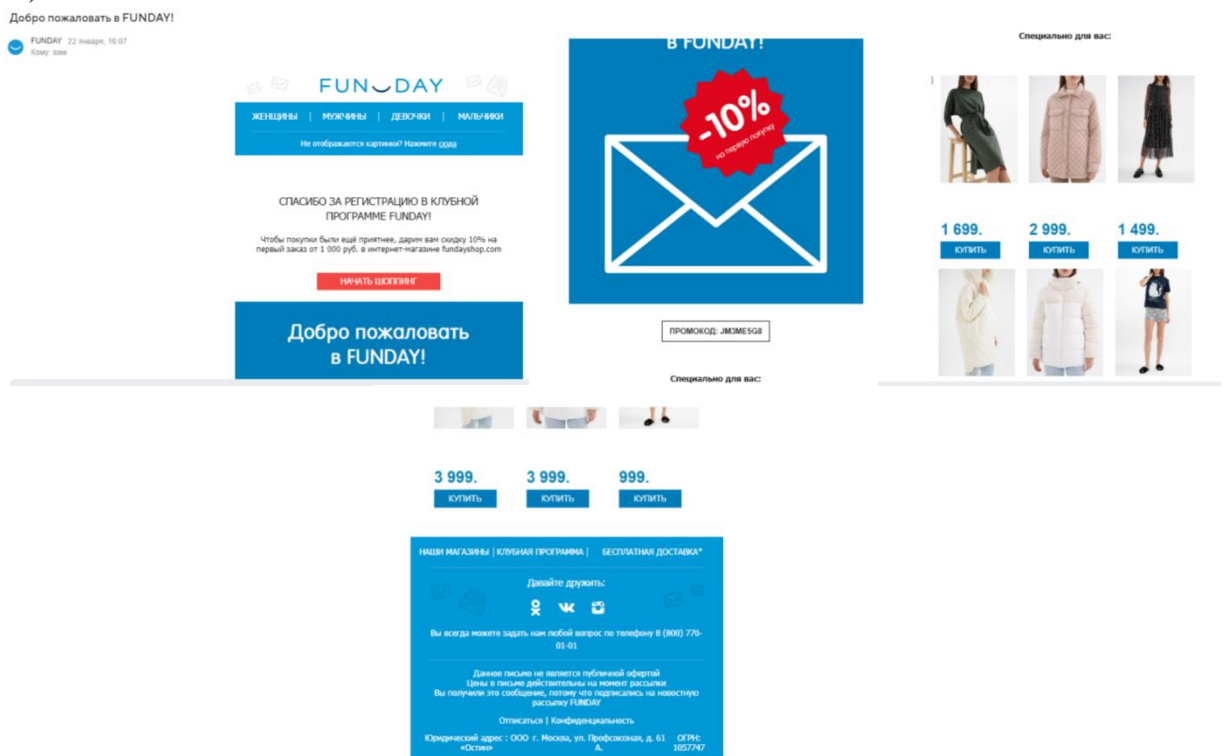 Добро пожаловать в FUNDAY!
FUNDAY 22 января, 16:07
Кому: вам
FUN DAY
ЖЕНЩИНЫ | МУЖЧИНЫ | ДЕВОЧКИ | МАЛЬЧИКИ
Не отображаются картинки? Нажмите сюда
СПАСИБО ЗА РЕГИСТРАЦИЮ В КЛУБНОЙ
ПРОГРАММЕ FUNDAY!
Чтобы покупки были ещё приятнее, дарим вам скидку 10% на
первый заказ от 1 000 руб. в интернет-магазине fundayshop.com
НАЧАТЬ ШОППИНГ
Добро пожаловать
в FUNDAY!
в FUNDAY!
-10%
на первую покупку
ПРОМОКОД: JM3ME5G8
Специально для вас:
Специально для вас:
1 699. 2 999. 1 499.
КУПИТЬ КУПИТЬ КУПИТЬ
3 999. 3 999. 999.
КУПИТЬ КУПИТЬ КУПИТЬ
НАШИ МАГАЗИНЫ | КЛУБНАЯ ПРОГРАММА | БЕСПЛАТНАЯ ДОСТАВКА*
Давайте дружить:
Вы всегда можете задать нам любой вопрос по телефону 8 (800) 770-
01-01
Данное письмо не является публичной офертой
Цены в письме действительны на момент рассылки
Вы получили это сообщение, потому что подписались на новостную
рассылку FUNDAY
Отписаться | Конфиденциальность
Юридический адрес : ООО г. Москва, ул. Профсоюзная, д. 61 ОГРН:
«Остин» А. 1057747